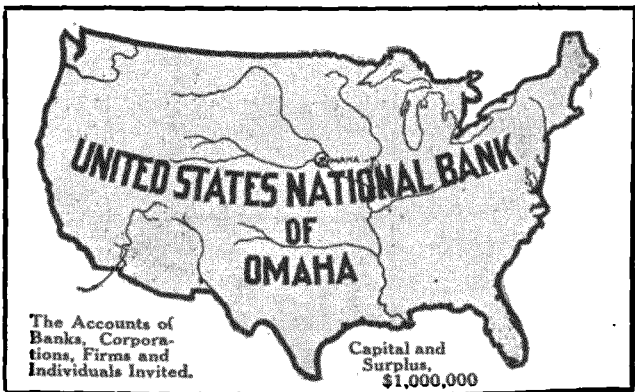 OMAHA
UNITED STATES NATIONAL BANK
OF
OMAHA
The Accounts of
Banks, Corpora-
tions, Firms and
Individuals Invited.
Capital and
Surplus,
$1,000,000